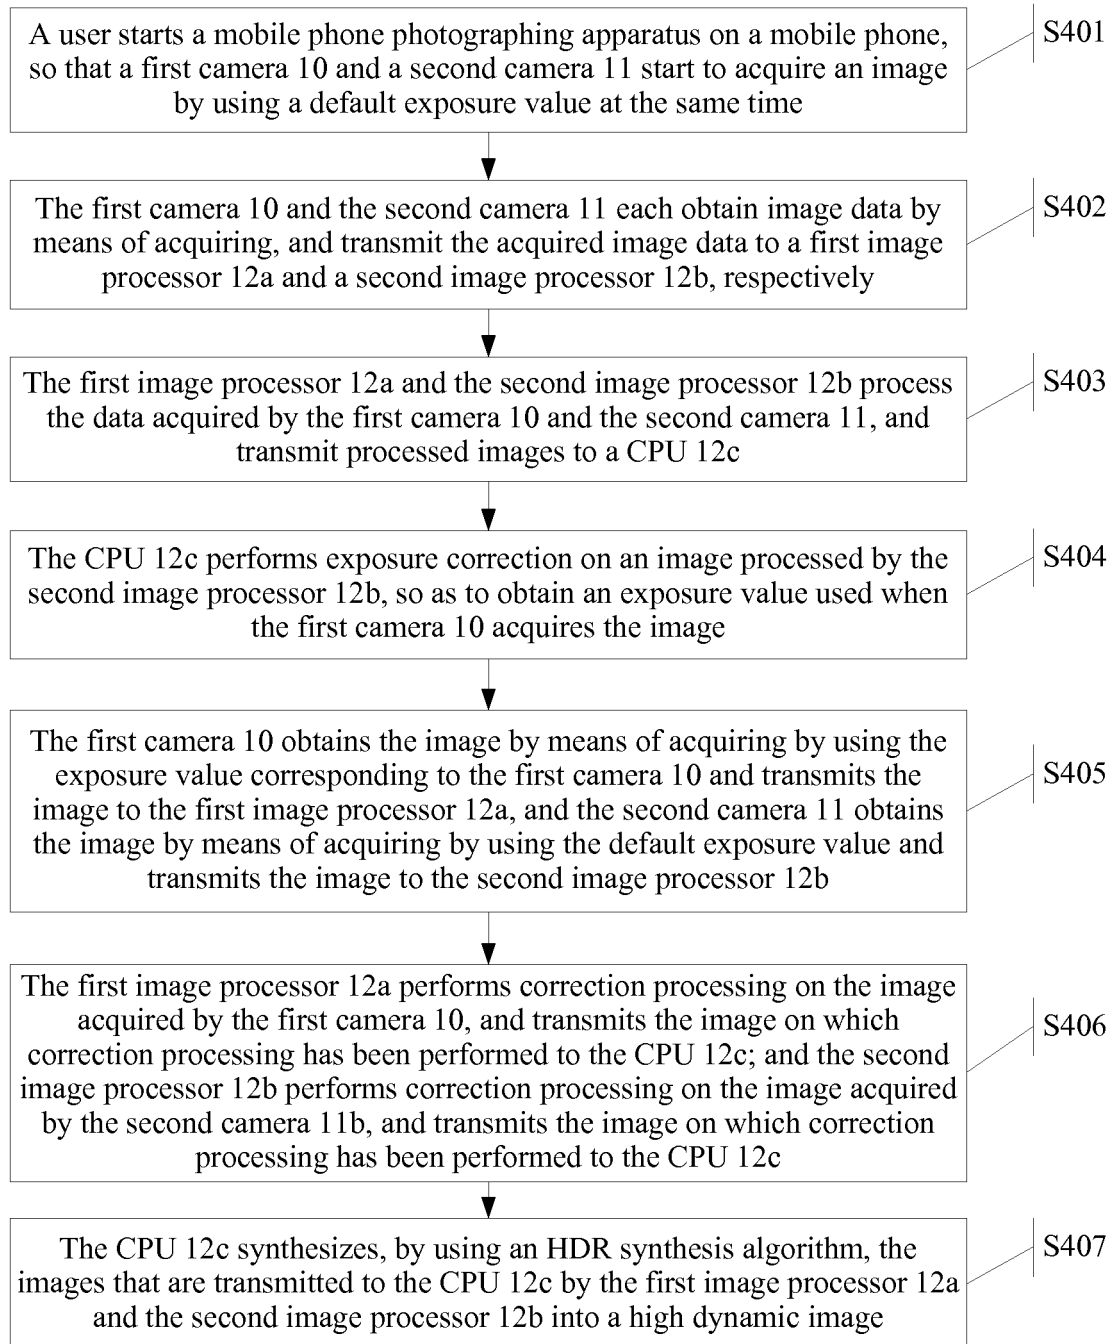 A user starts a mobile phone photographing apparatus on a mobile phone,
so that a first camera 10 and a second camera 11 start to acquire an image
by using a default exposure value at the same time
S401
The first camera 10 and the second camera 11 each obtain image data by
means of acquiring, and transmit the acquired image data to a first image
processor 12a and a second image processor 12b, respectively
S402
The first image processor 12a and the second image processor 12b process
the data acquired by the first camera 10 and the second camera 11, and
transmit processed images to a CPU 12c
S403
The CPU 12c performs exposure correction on an image processed by the
second image processor 12b, so as to obtain an exposure value used when
the first camera 10 acquires the image
S404
The first camera 10 obtains the image by means of acquiring by using the
exposure value corresponding to the first camera 10 and transmits the
image to the first image processor 12a, and the second camera 11 obtains
the image by means of acquiring by using the default exposure value and
transmits the image to the second image processor 12b
S405
The first image processor 12a performs correction processing on the image
acquired by the first camera 10, and transmits the image on which
correction processing has been performed to the CPU 12c; and the second
image processor 12b performs correction processing on the image acquired
by the second camera 11b, and transmits the image on which correction
processing has been performed to the CPU 12c
S406
The CPU 12c synthesizes, by using an HDR synthesis algorithm, the
images that are transmitted to the CPU 12c by the first image processor 12a
and the second image processor 12b into a high dynamic image
S407